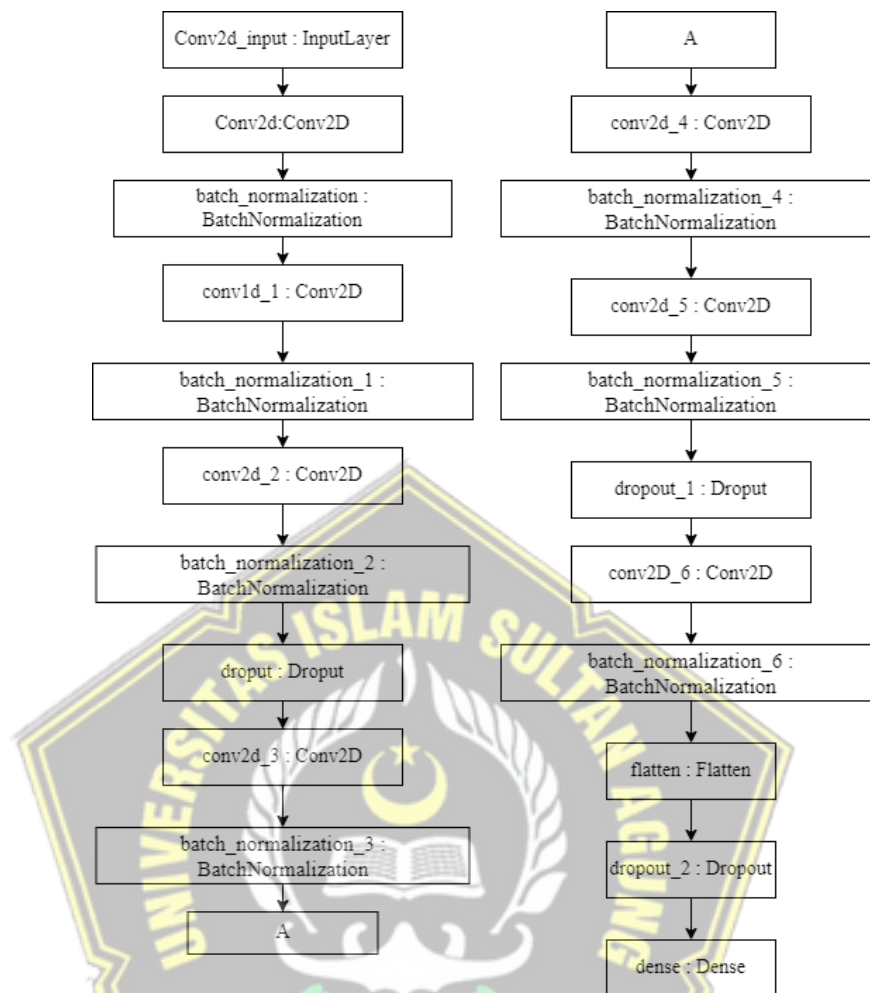 Conv2d_input : InputLayer
Conv2d:Conv2D
batch_normalization :
BatchNormalization
conv1d_1 : Conv2D
batch_normalization_1 :
BatchNormalization
conv2d_2 : Conv2D
batch_normalization_2 :
BatchNormalization
droput : Droput
conv2d_3 : Conv2D
batch_normalization_3 :
BatchNormalization
A
A
conv2d_4 : Conv2D
batch_normalization_4 :
BatchNormalization
conv2d_5 : Conv2D
batch_normalization_5 :
BatchNormalization
dropout_1 : Droput
conv2D_6 : Conv2D
batch_normalization_6 :
BatchNormalization
flatten : Flatten
dropout_2 : Dropout
dense : Dense
UNIVERSITAS ISLAM SULTAN AGUNG